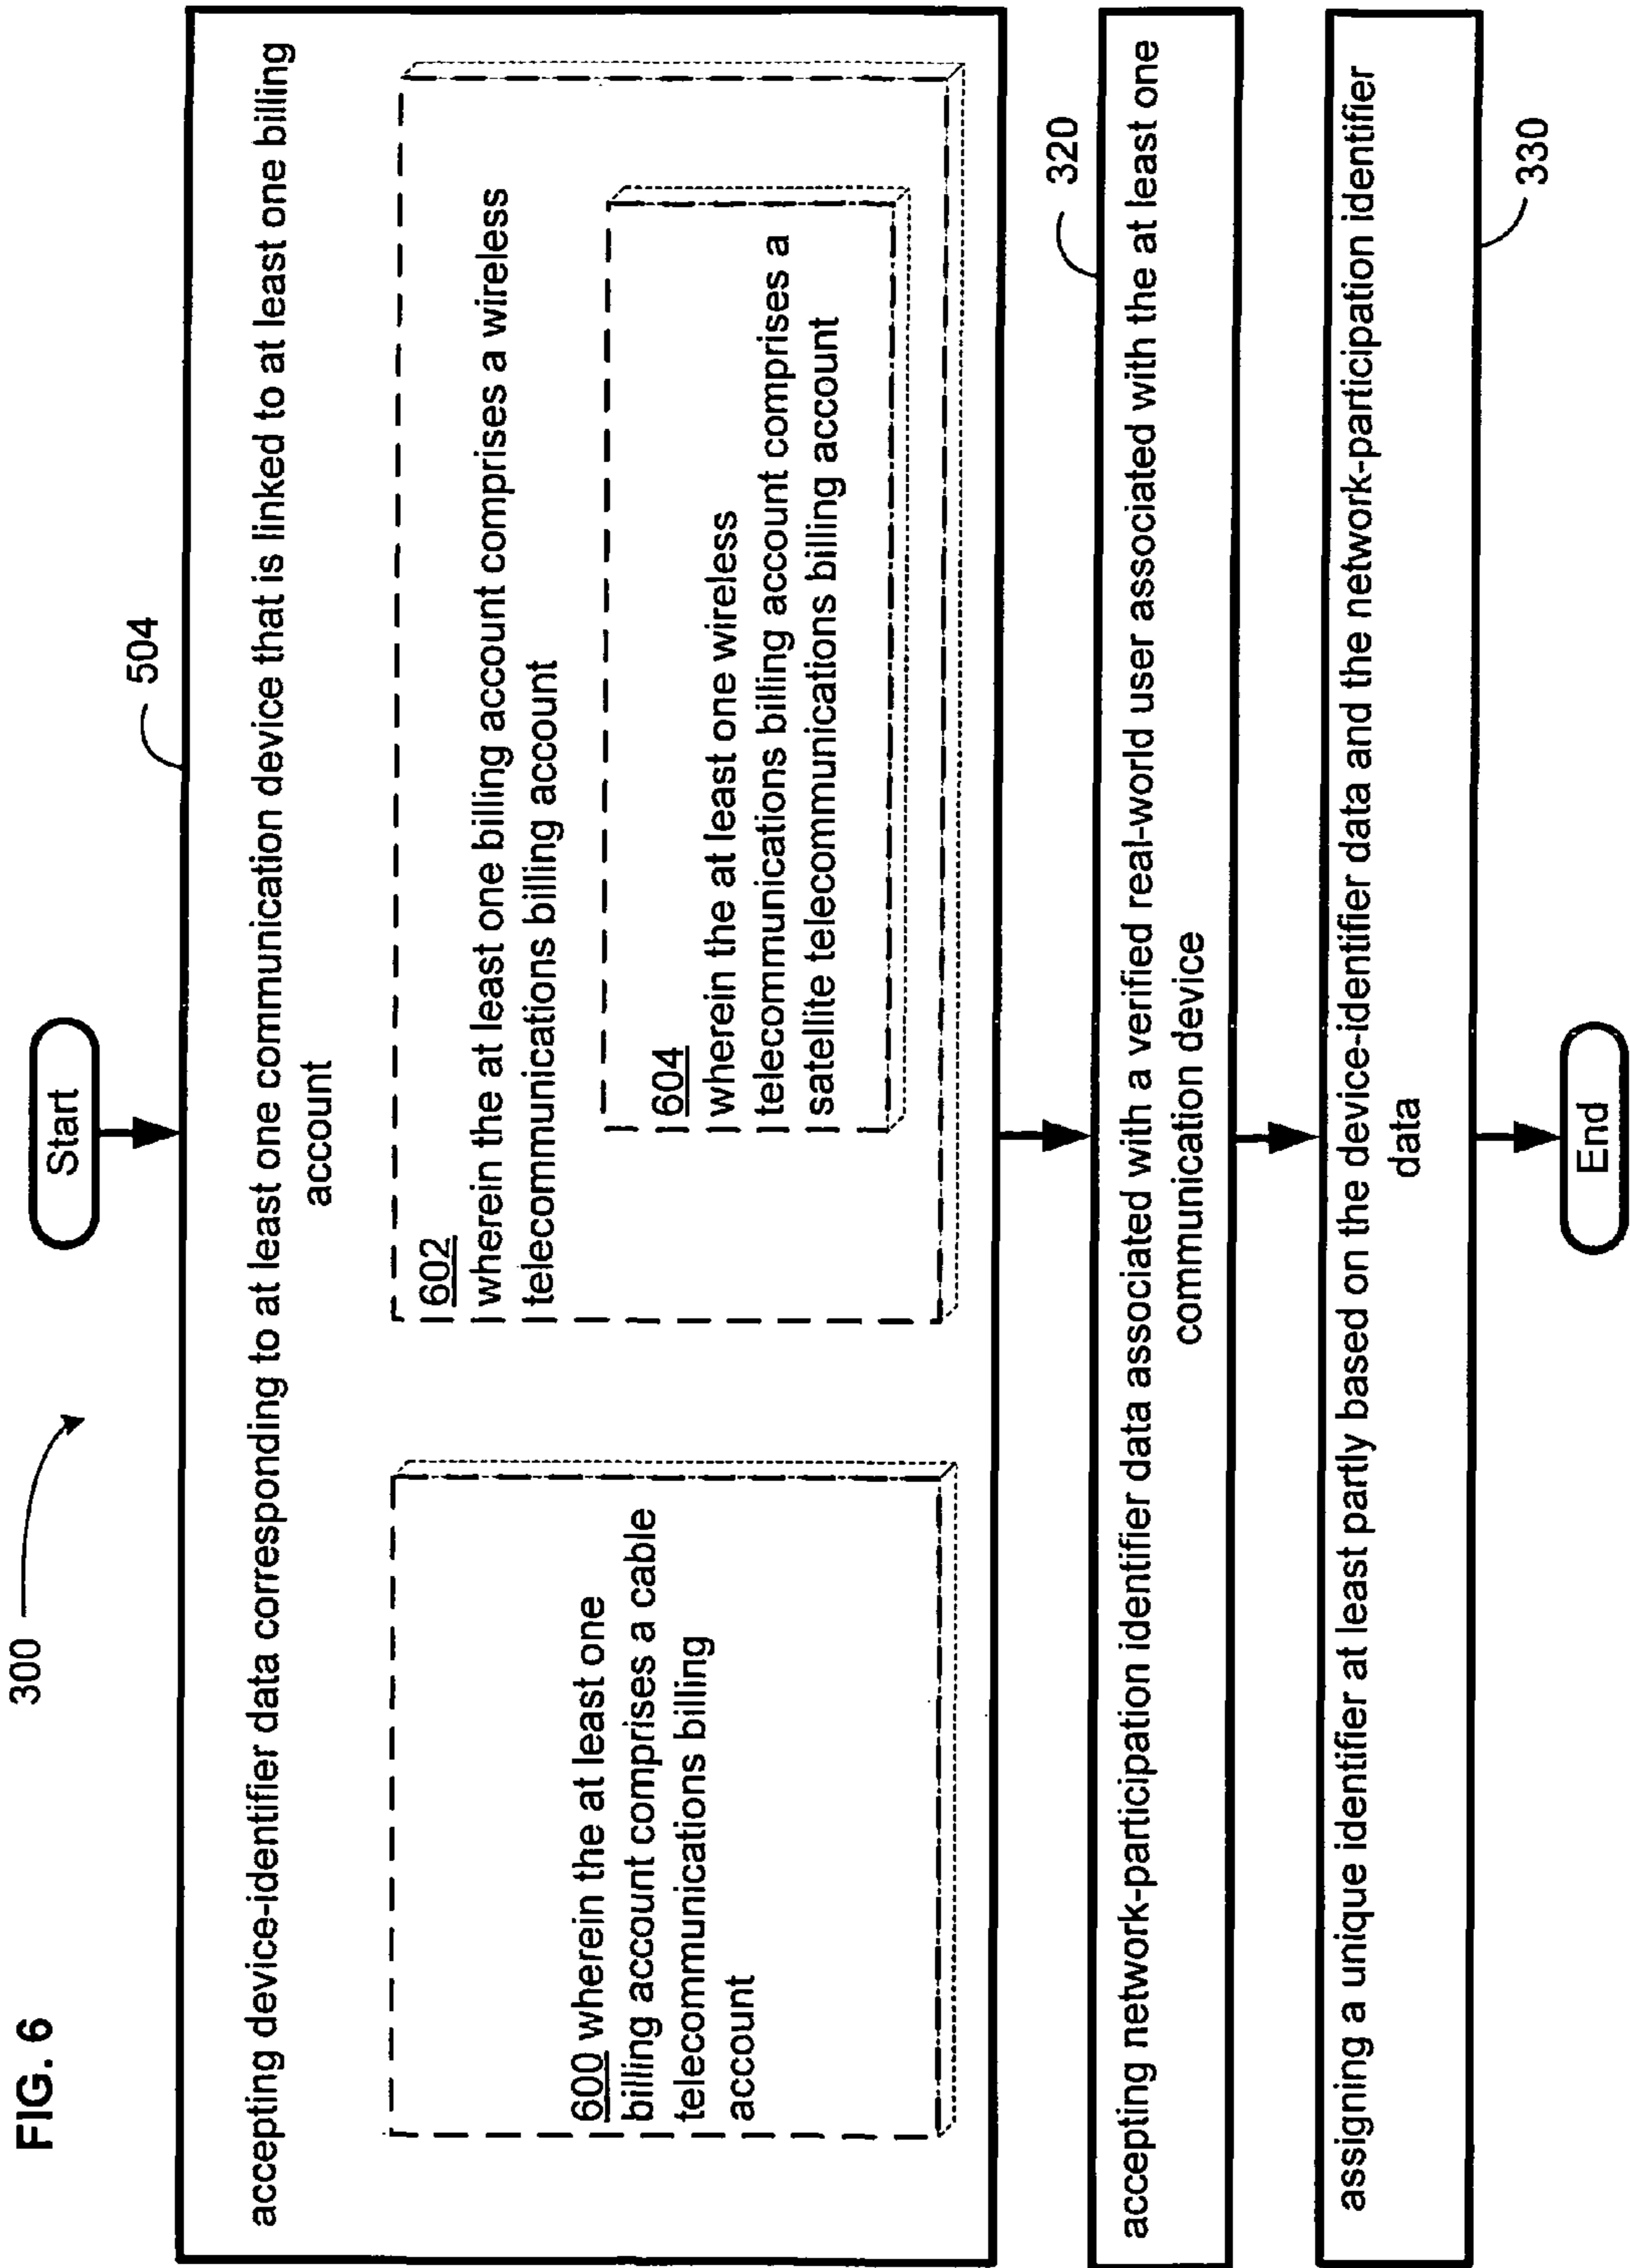 FIG. 6
300
Start
504
accepting device-identifier data corresponding to at least one communication device that is linked to at least one billing
account
600 wherein the at least one
billing account comprises a cable
telecommunications billing
account
602
wherein the at least one billing account comprises a wireless
telecommunications billing account
604
wherein the at least one wireless
telecommunications billing account comprises a
satellite telecommunications billing account
320
accepting network-participation identifier data associated with a verified real-world user associated with the at least one
communication device
assigning a unique identifier at least partly based on the device-identifier data and the network-participation identifier
data
330
End